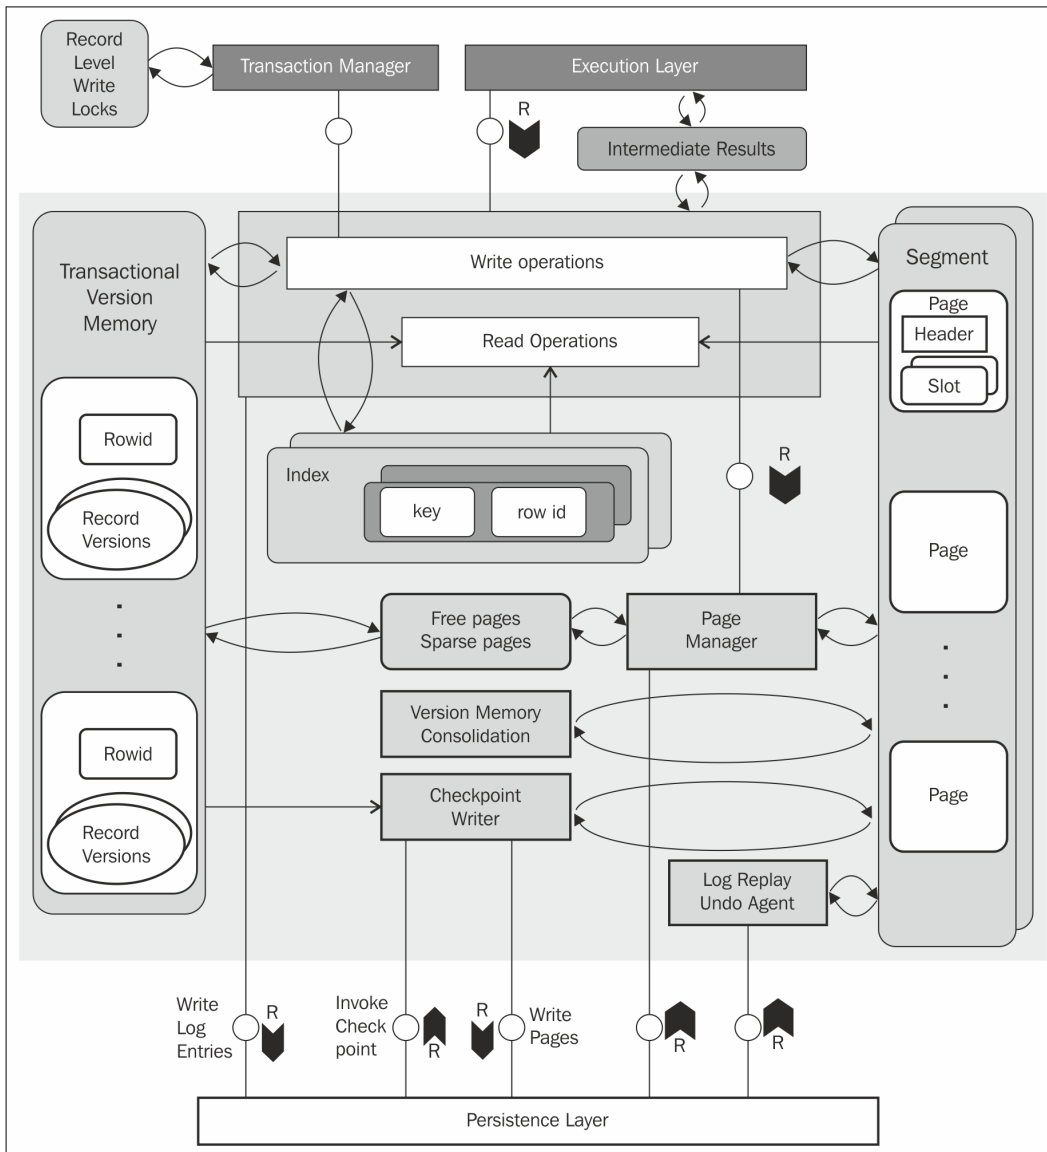 Record
Level
Write
Locks
Transaction Manager
Execution Layer
R
Intermediate Results
Transactional
Version
Memory
Write operations
Segment
Page
Header
Read Operations
Slot
Rowid
Record
Versions
Index
key
row id
R
Page
Free pages
Sparse pages
Page
Manager
Version Memory
Consolidation
Rowid
Record
Versions
Checkpoint
Writer
Page
Log Replay
Undo Agent
Write
Log
Entries
R
Invoke
Check
point
R
R
Write
Pages
R
R
Persistence Layer